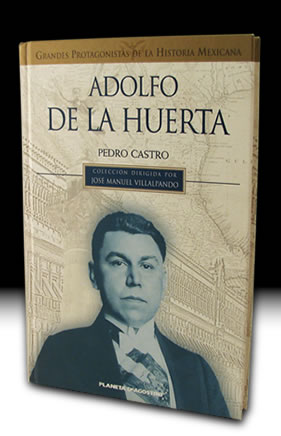 GRANDES PROTAGONISTAS DE LA HISTORIA MEXICANA
ADOLFO
DE LA HUERTA
PEDRO CASTRO
COLECCIÓN DIRIGIDA POR
JOSÉ MANUEL VILLALPANDO
PLANETA DEAGOSTINI